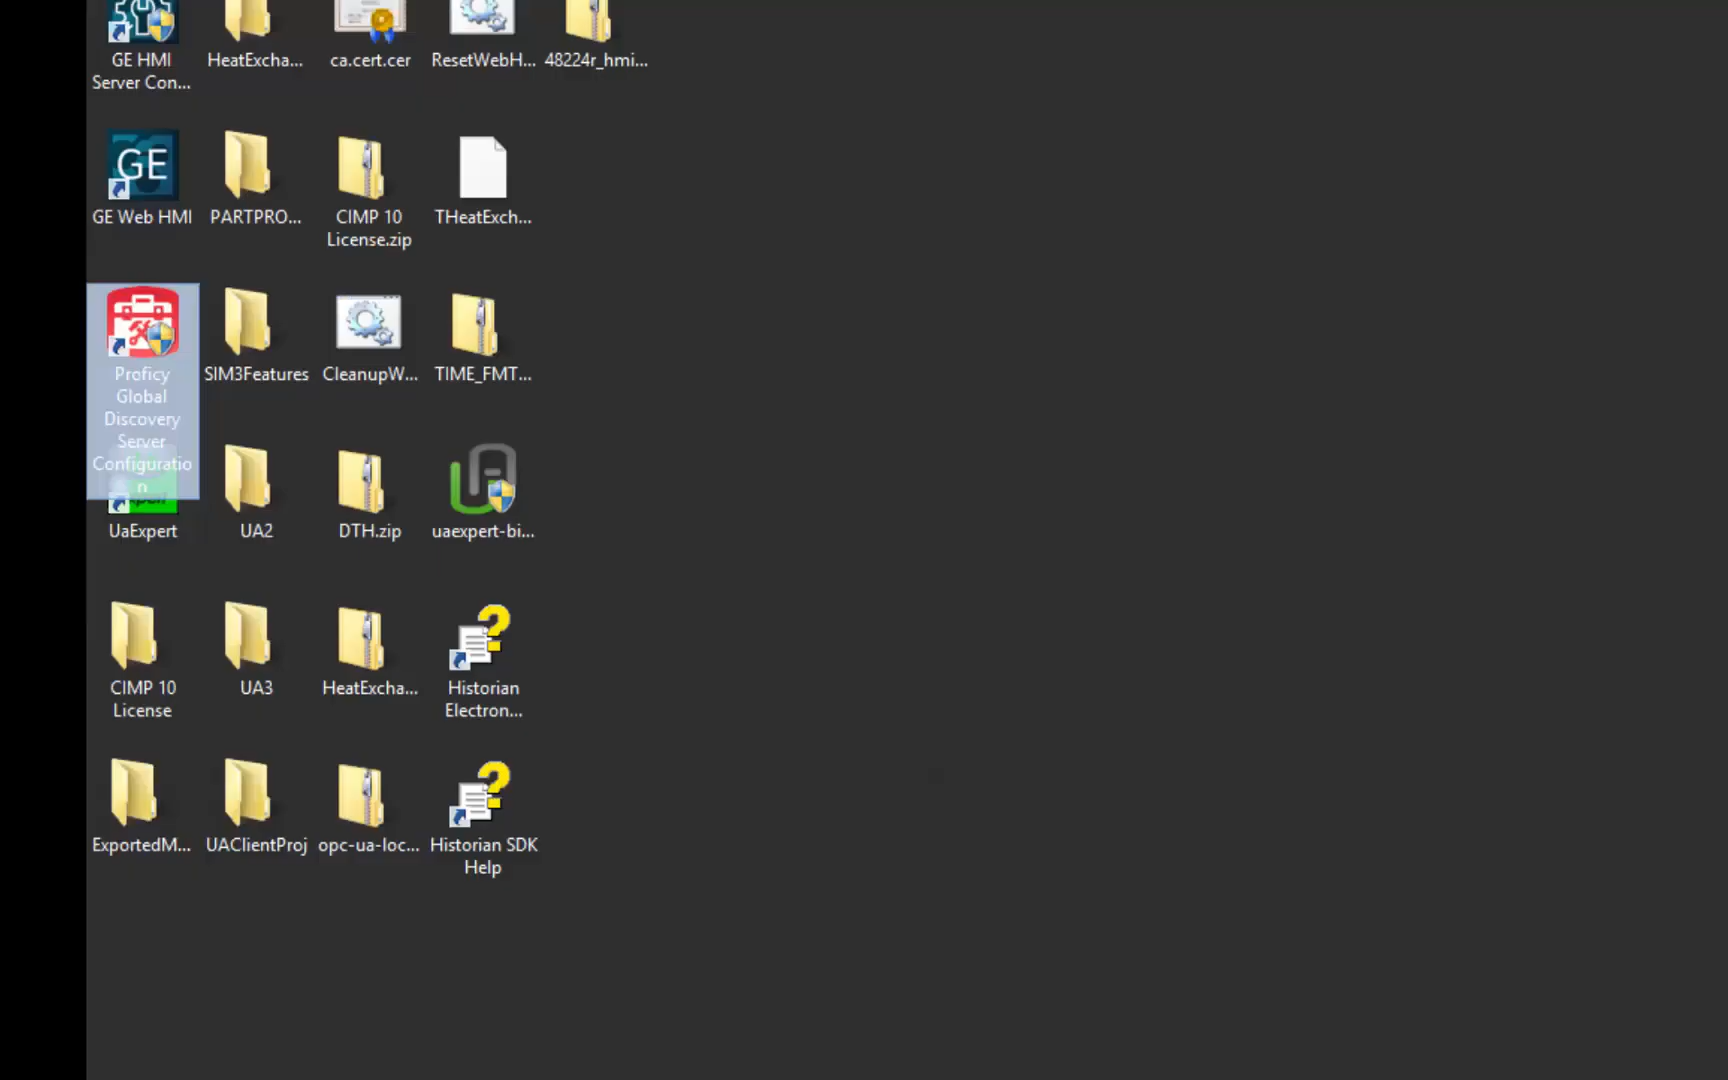 GE HMI
Server Con...
HeatExcha...
ca.cert.cer
ResetWebH...
48224r_hmi...
GE
GE Web HMI
PARTPRO...
CIMP 10
License.zip
THeatExch...
Proficy
Global
Discovery
Server
Configuratio
n
SIM3Features
CleanupW...
TIME_FMT...
UaExpert
UA2
DTH.zip
uaexpert-bi...
CIMP 10
License
UA3
HeatExcha...
Historian
Electron...
ExportedM...
UAClientProj
opc-ua-loc...
Historian SDK
Help